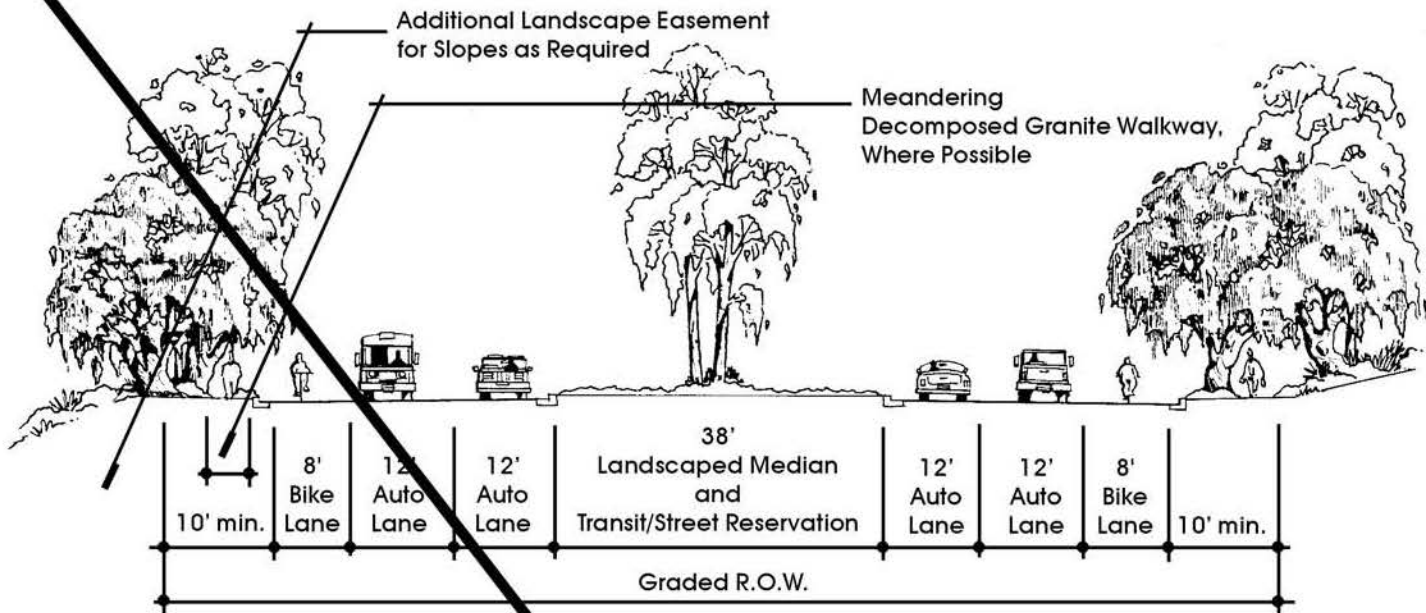 Additional Landscape Easement
for Slopes as Required
Meandering
Decomposed Granite Walkway,
Where Possible
10' min.
8'
Bike
Lane
12'
Auto
Lane
12'
Auto
Lane
38'
Landscaped Median
and
Transit/Street Reservation
12'
Auto
Lane
12'
Auto
Lane
8'
Bike
Lane
10' min.
Graded R.O.W.